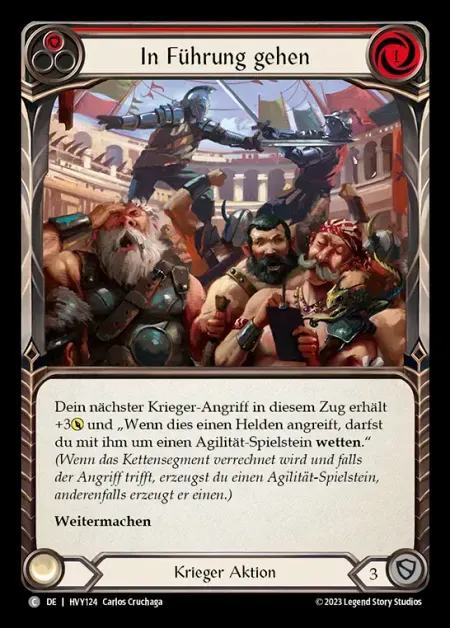 In Führung gehen
1
Dein nächster Krieger-Angriff in diesem Zug erhält
+3 und „Wenn dies einen Helden angreift, darfst
du mit ihm um einen Agilität-Spielstein wetten.“
(Wenn das Kettensegment verrechnet wird und falls
der Angriff trifft, erzeugst du einen Agilität-Spielstein,
anderenfalls erzeugt er einen.)
Weitermachen
Krieger Aktion
3
C DE | HVY124 Carlos Cruchaga
© 2023 Legend Story Studios